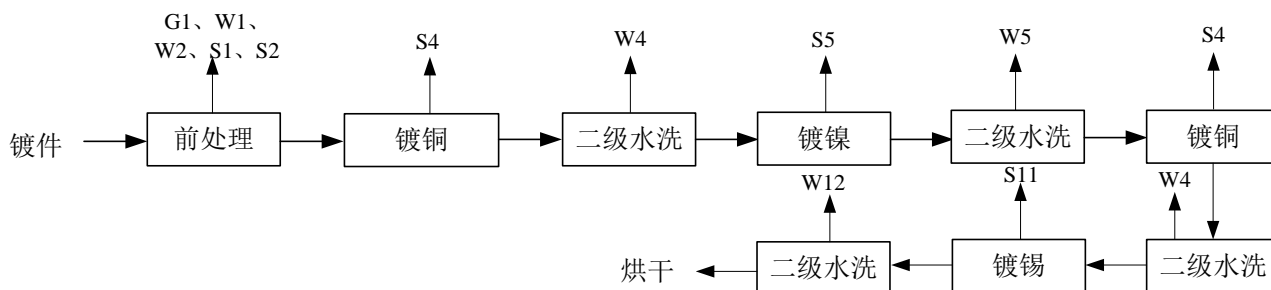 G1、W1、
W2、S1、S2
S4
W4
S5
W5
S4
镀件
前处理
镀铜
二级水洗
镀镍
二级水洗
镀铜
W12
S11
W4
烘干
二级水洗
镀锡
二级水洗